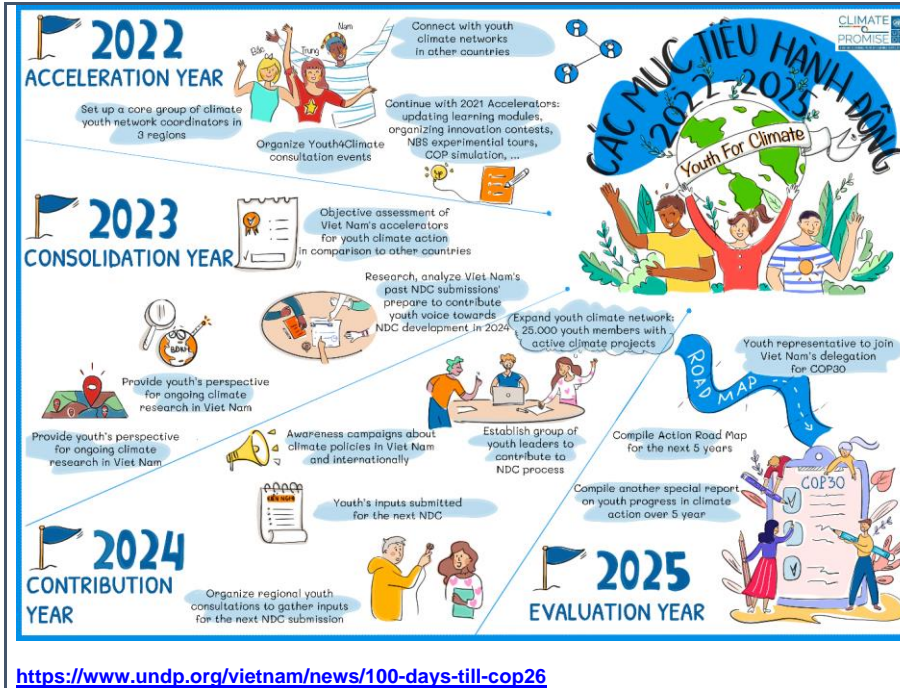 2022
ACCELERATION YEAR
Bắc
Trung
Nam
Connect with youth
climate networks
in other countries
Set up a core group of climate
youth network coordinators in
3 regions
Organize Youth4Climate
consultation events
Continue with 2021 Accelerators:
updating learning modules,
organizing innovation contests,
NBS experimental tours,
COP simulation, ...
CLIMATE
PROMISE
CÁC MỤC TIÊU HÀNH ĐỘNG
2022 - 2025
Youth For Climate
2023
CONSOLIDATION YEAR
Objective assessment of
Viet Nam's accelerators
for youth climate action
in comparison to other countries
Research, analyze Viet Nam's
past NDC submissions'
prepare to contribute
youth voice towards
NDC development in 2024
Provide youth's perspective
for ongoing climate
research in Viet Nam
Provide youth's perspective
for ongoing climate
research in Viet Nam
Expand youth climate network:
25.000 youth members with
active climate projects
Establish group of
youth leaders to
contribute to
NDC process
Awareness campaigns about
climate policies in Viet Nam
and internationally
KIẾN NGHỊ
Youth's inputs submitted
for the next NDC
2024
CONTRIBUTION
YEAR
Organize regional youth
consultations to gather inputs
for the next NDC submission
ROAD MAP
Youth representative to join
Viet Nam's delegation
for COP30
Compile Action Road Map
for the next 5 years
Compile another special report
on youth progress in climate
action over 5 year
COP30
2025
EVALUATION YEAR
https://www.undp.org/vietnam/news/100-days-till-cop26